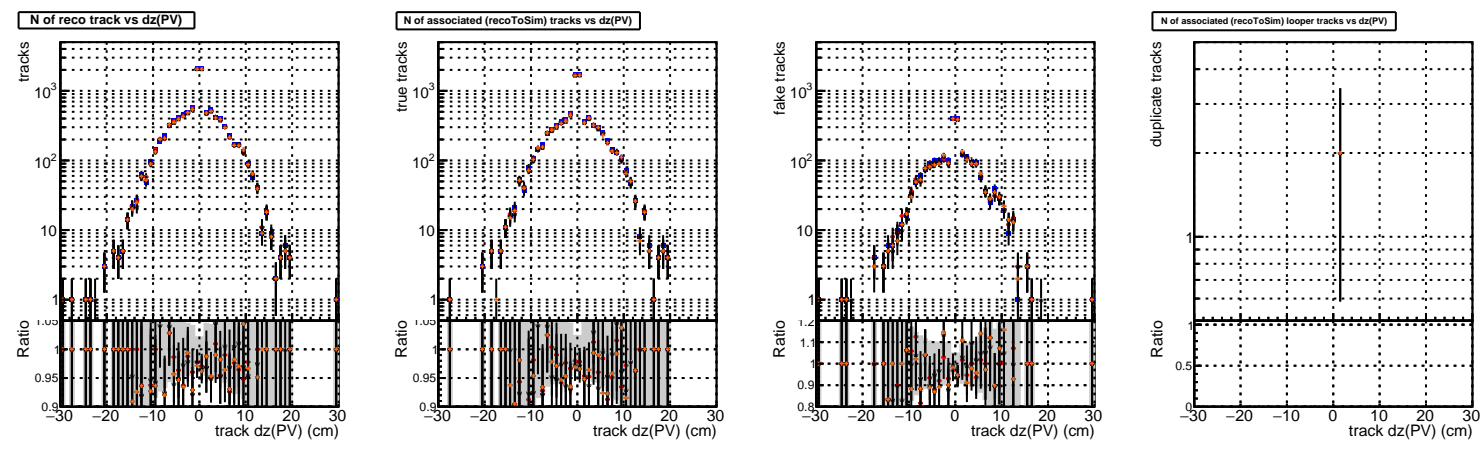 N of reco track vs dz(PV)
tracks
10³
10²
10
1
Ratio
1.05
1
0.95
0.9
−30 −20 −10 0 10 20 30
track dz(PV) (cm)
N of associated (recoToSim) tracks vs dz(PV)
true tracks
10³
10²
10
1
Ratio
1.05
1
0.95
0.9
−30 −20 −10 0 10 20 30
track dz(PV) (cm)
fake tracks
10³
10²
10
1
Ratio
1.2
1.1
1
0.9
0.8
−30 −20 −10 0 10 20 30
track dz(PV) (cm)
N of associated (recoToSim) looper tracks vs dz(PV)
duplicate tracks
1
Ratio
1
0.5
0
−30 −20 −10 0 10 20 30
track dz(PV) (cm)